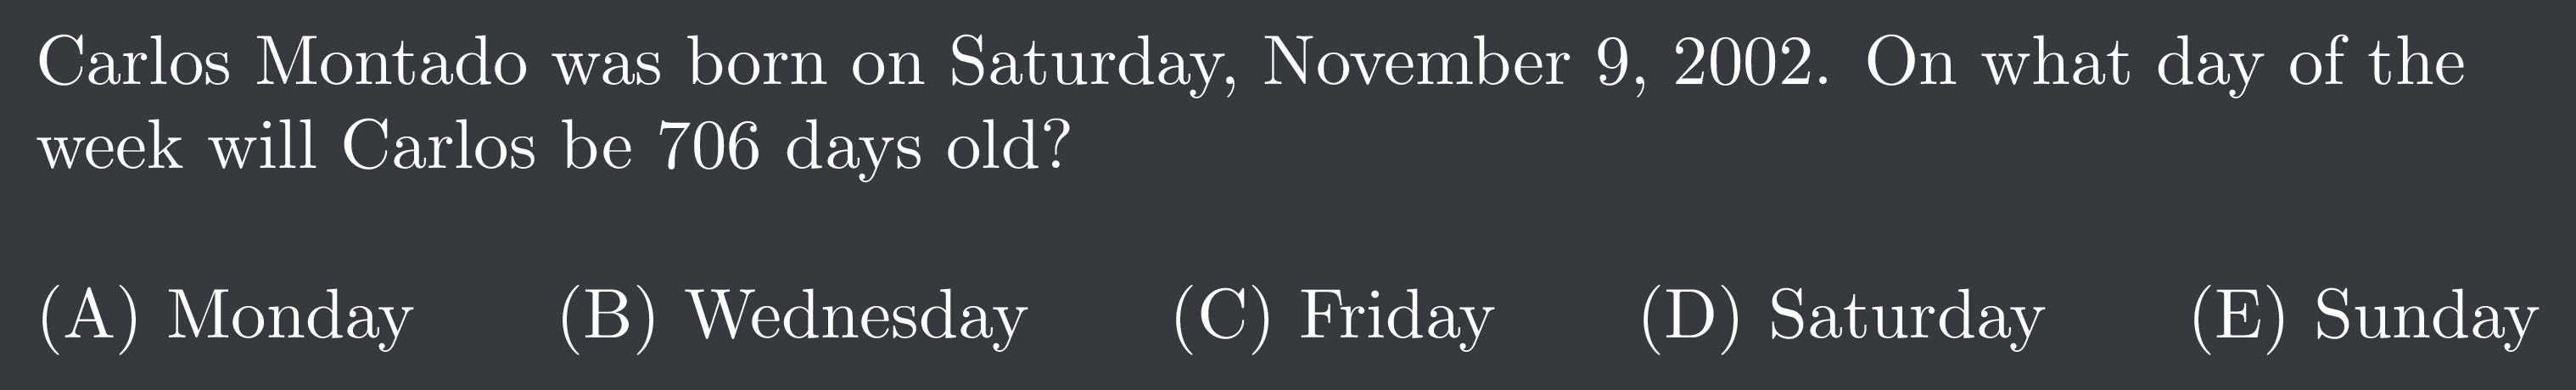 Carlos Montado was born on Saturday, November 9, 2002. On what day of the
week will Carlos be 706 days old?
(A) Monday (B) Wednesday (C) Friday (D) Saturday (E) Sunday